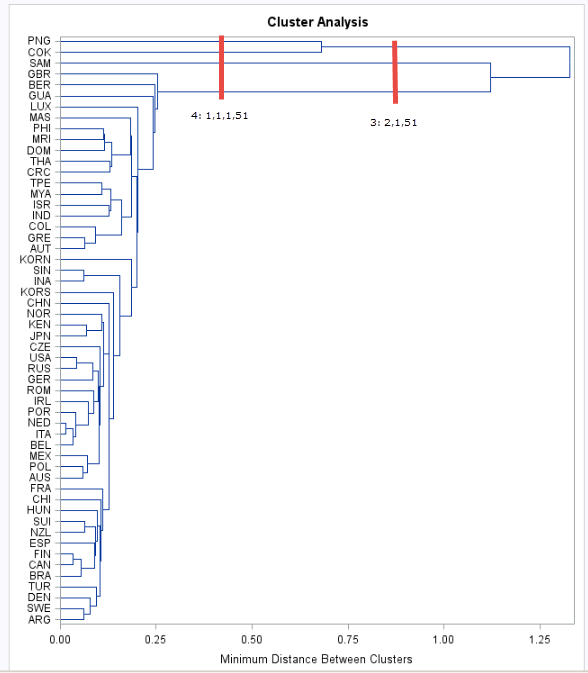 Cluster Analysis
PNG
COK
SAM
GBR
BER
GUA
LUX
MAS
PHI
MRI
DOM
THA
CRC
TPE
MYA
ISR
IND
COL
GRE
AUT
KORN
SIN
INA
KORS
CHN
NOR
KEN
JPN
CZE
USA
RUS
GER
ROM
IRL
POR
NED
ITA
BEL
MEX
POL
AUS
FRA
CHI
HUN
SUI
NZL
ESP
FIN
CAN
BRA
TUR
DEN
SWE
ARG
4: 1,1,1,51
3: 2,1,51
0.00 0.25 0.50 0.75 1.00 1.25
Minimum Distance Between Clusters